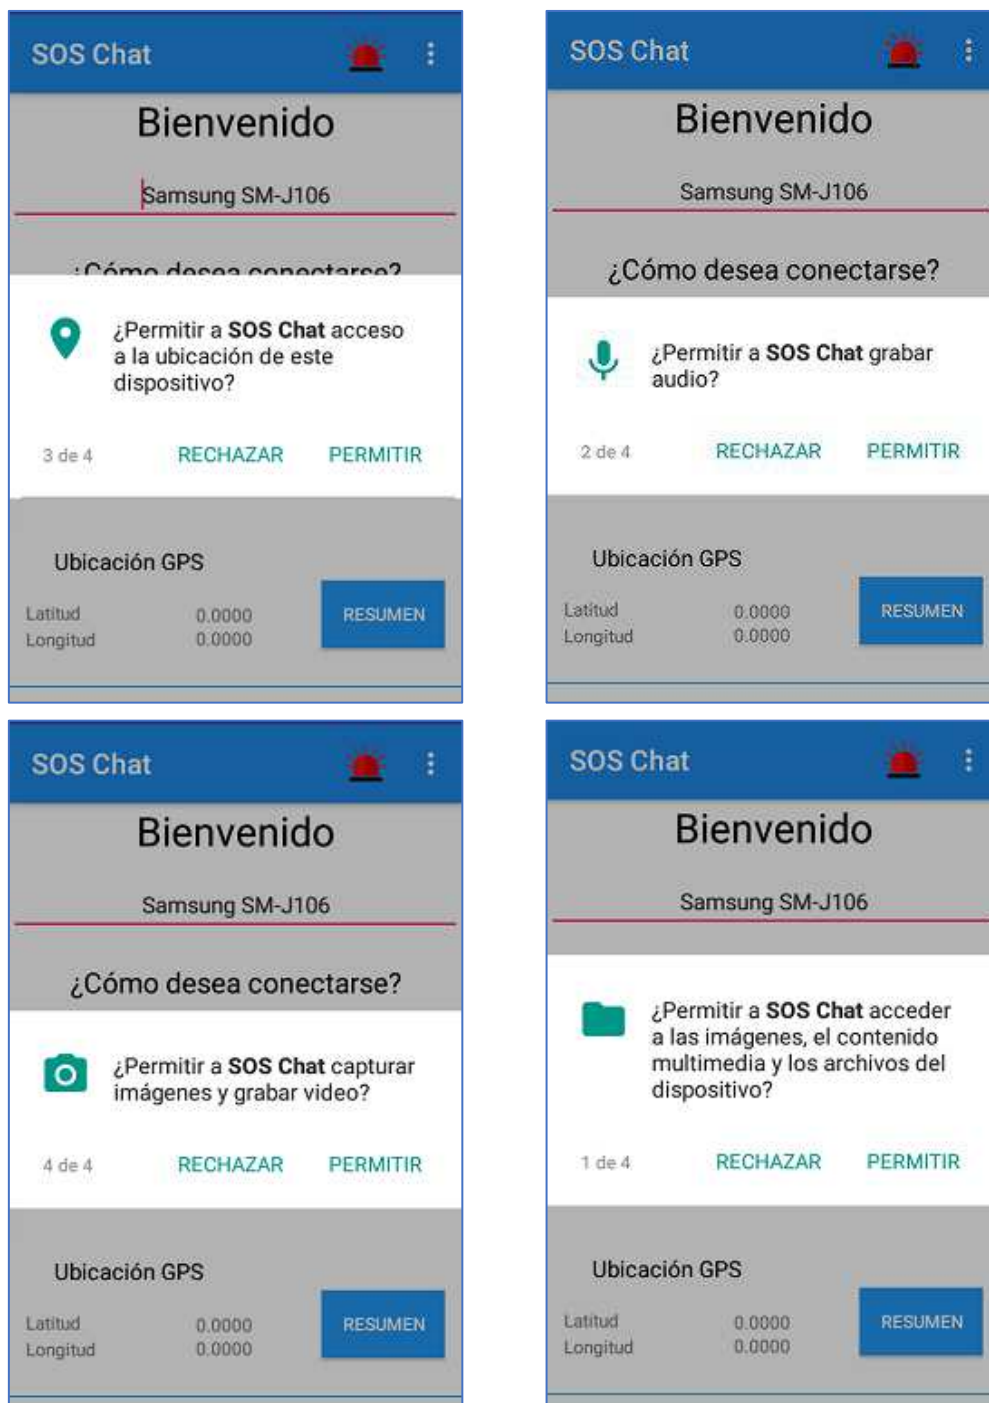 SOS Chat
Bienvenido
Samsung SM-J106
¿Cómo desea conectarse?
¿Permitir a SOS Chat acceso
a la ubicación de este
dispositivo?
3 de 4 RECHAZAR PERMITIR
Ubicación GPS
Latitud 0.0000
Longitud 0.0000
RESUMEN
SOS Chat
Bienvenido
Samsung SM-J106
¿Cómo desea conectarse?
¿Permitir a SOS Chat grabar
audio?
2 de 4 RECHAZAR PERMITIR
Ubicación GPS
Latitud 0.0000
Longitud 0.0000
RESUMEN
SOS Chat
Bienvenido
Samsung SM-J106
¿Cómo desea conectarse?
¿Permitir a SOS Chat capturar
imágenes y grabar video?
4 de 4 RECHAZAR PERMITIR
Ubicación GPS
Latitud 0.0000
Longitud 0.0000
RESUMEN
SOS Chat
Bienvenido
Samsung SM-J106
¿Permitir a SOS Chat acceder
a las imágenes, el contenido
multimedia y los archivos del
dispositivo?
1 de 4 RECHAZAR PERMITIR
Ubicación GPS
Latitud 0.0000
Longitud 0.0000
RESUMEN